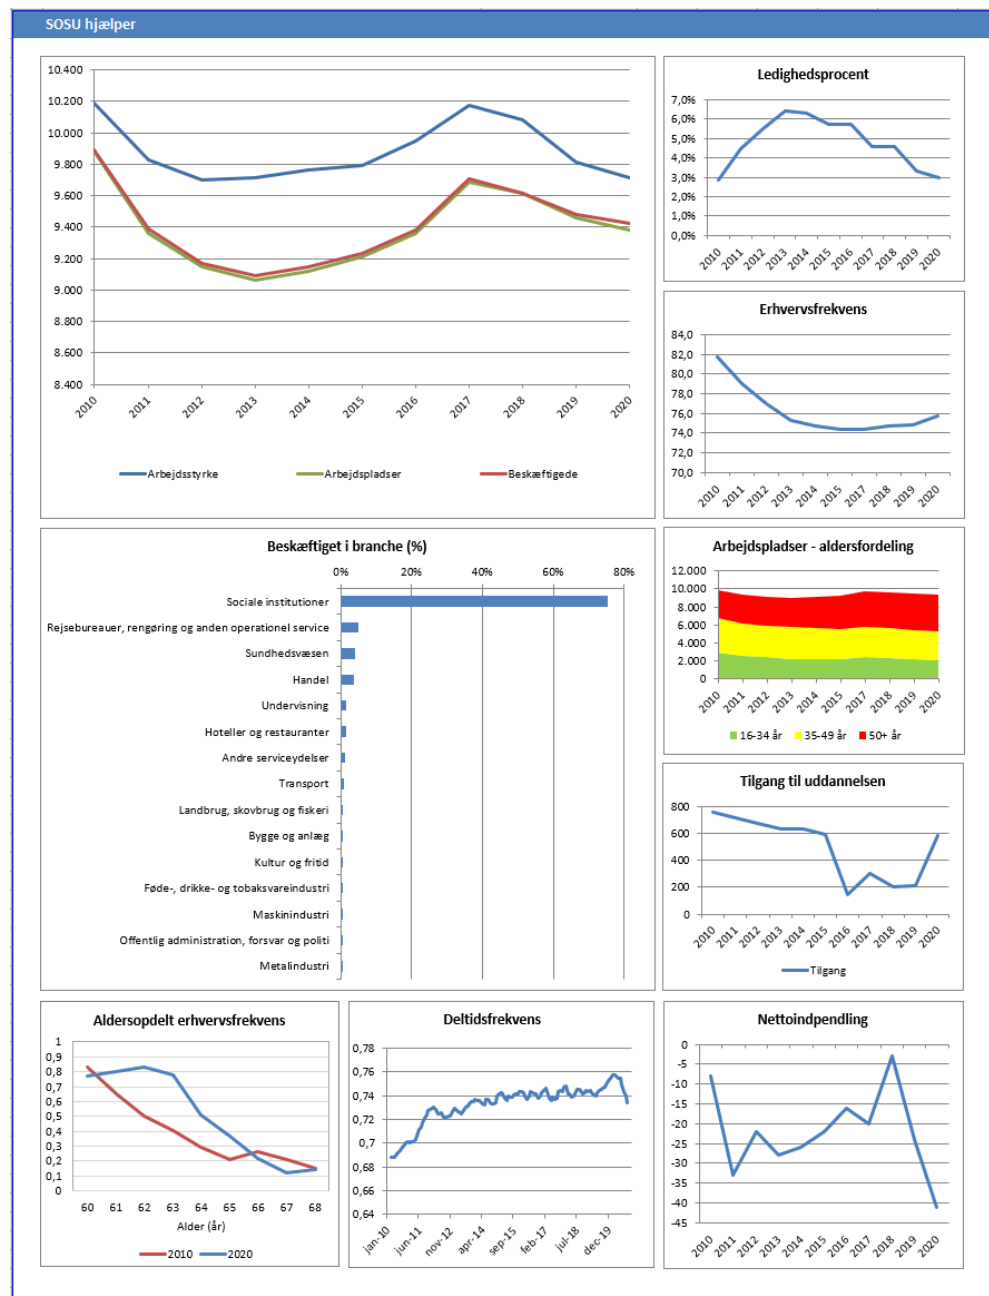 SOSU hjælper
10.400
10.200
10.000
9.800
9.600
9.400
9.200
9.000
8.800
8.600
8.400
2010 2011 2012 2013 2014 2015 2016 2017 2018 2019 2020
Arbejdsstyrke Arbejdspladser Beskæftigede
Ledighedsprocent
7,0%
6,0%
5,0%
4,0%
3,0%
2,0%
1,0%
0,0%
2010 2011 2012 2013 2014 2015 2016 2017 2018 2019 2020
Erhvervsfrekvens
84,0
82,0
80,0
78,0
76,0
74,0
72,0
70,0
2010 2011 2012 2013 2014 2015 2016 2017 2018 2019 2020
Beskæftiget i branche (%)
0% 20% 40% 60% 80%
Sociale institutioner
Rejsebureauer, rengøring og anden operationel service
Sundhedsvæsen
Handel
Undervisning
Hoteller og restauranter
Andre serviceydelser
Transport
Landbrug, skovbrug og fiskeri
Bygge og anlæg
Kultur og fritid
Føde-, drikke- og tobaksvareindustri
Maskinindustri
Offentlig administration, forsvar og politi
Metalindustri
Arbejdspladser - aldersfordeling
12.000
10.000
8.000
6.000
4.000
2.000
0
2010 2011 2012 2013 2014 2015 2016 2017 2018 2019 2020
16-34 år 35-49 år 50+ år
Tilgang til uddannelsen
800
600
400
200
0
2010 2011 2012 2013 2014 2015 2016 2017 2018 2019 2020
Tilgang
Aldersopdelt erhvervsfrekvens
1
0,9
0,8
0,7
0,6
0,5
0,4
0,3
0,2
0,1
0
60 61 62 63 64 65 66 67 68
Alder (år)
2010 2020
Deltidsfrekvens
0,78
0,76
0,74
0,72
0,7
0,68
0,66
0,64
jan-10 jun-11 nov-12 apr-14 sep-15 feb-17 jul-18 dec-19
Nettoindpendling
0
-5
-10
-15
-20
-25
-30
-35
-40
-45
2010 2011 2012 2013 2014 2015 2016 2017 2018 2019 2020